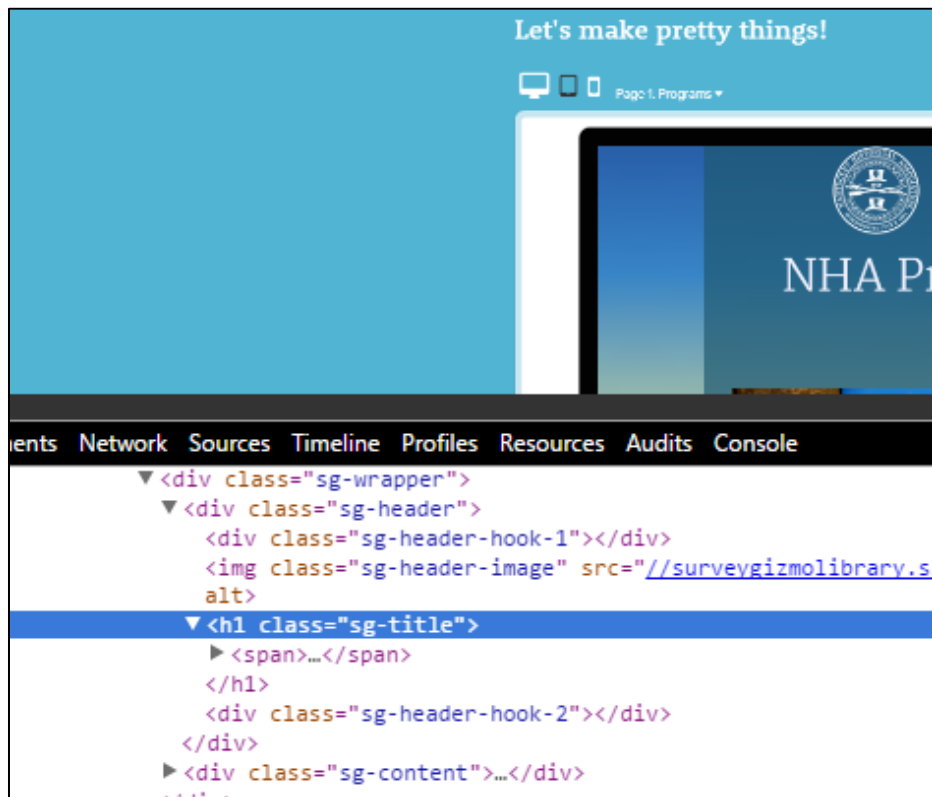 Let's make pretty things!
Page 1. Programs
NHA Pr
ents Network Sources Timeline Profiles Resources Audits Console
<div class="sg-wrapper">
<div class="sg-header">
<div class="sg-header-hook-1"></div>
<img class="sg-header-image" src="//surveygizmolibrary.s
alt>
<h1 class="sg-title">
<span>…</span>
</h1>
<div class="sg-header-hook-2"></div>
</div>
<div class="sg-content">…</div>